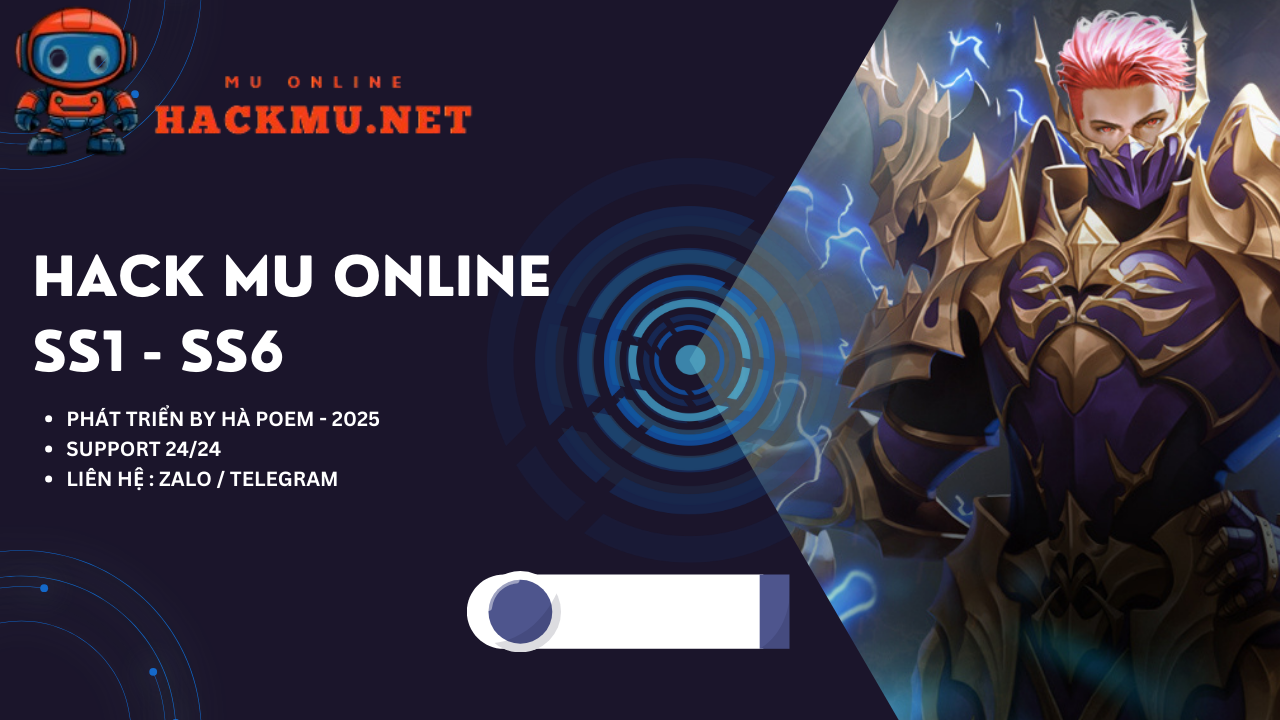 MU ONLINE
HACKMU.NET
HACK MU ONLINE
SS1 - SS6
PHÁT TRIỂN BY HÀ POEM - 2025
SUPPORT 24/24
LIÊN HỆ : ZALO / TELEGRAM